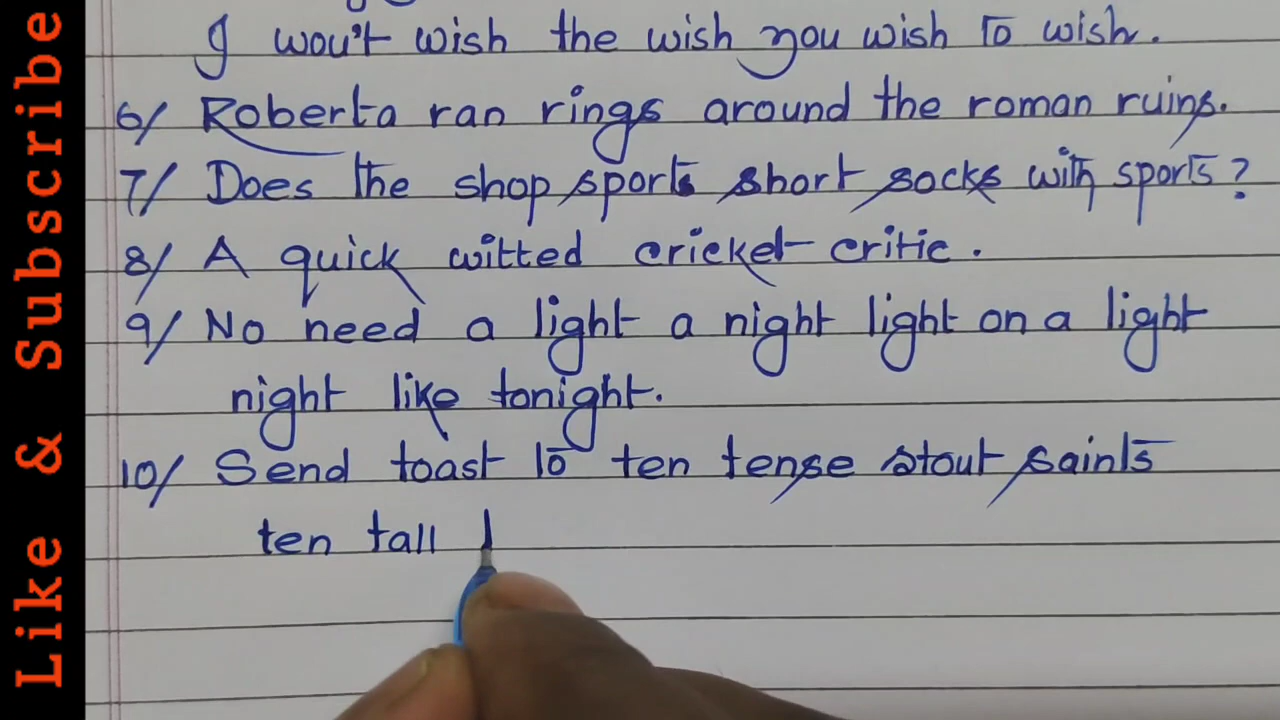 Like & Subscribe
I won't wish the wish you wish to wish.
6/ Roberta ran rings around the roman ruins.
7/ Does the shop sports short socks with sports?
8/ A quick witted cricket critic.
9/ No need a light a night light on a light
night like tonight.
10/ Send toast to ten tense stout saints
ten tall